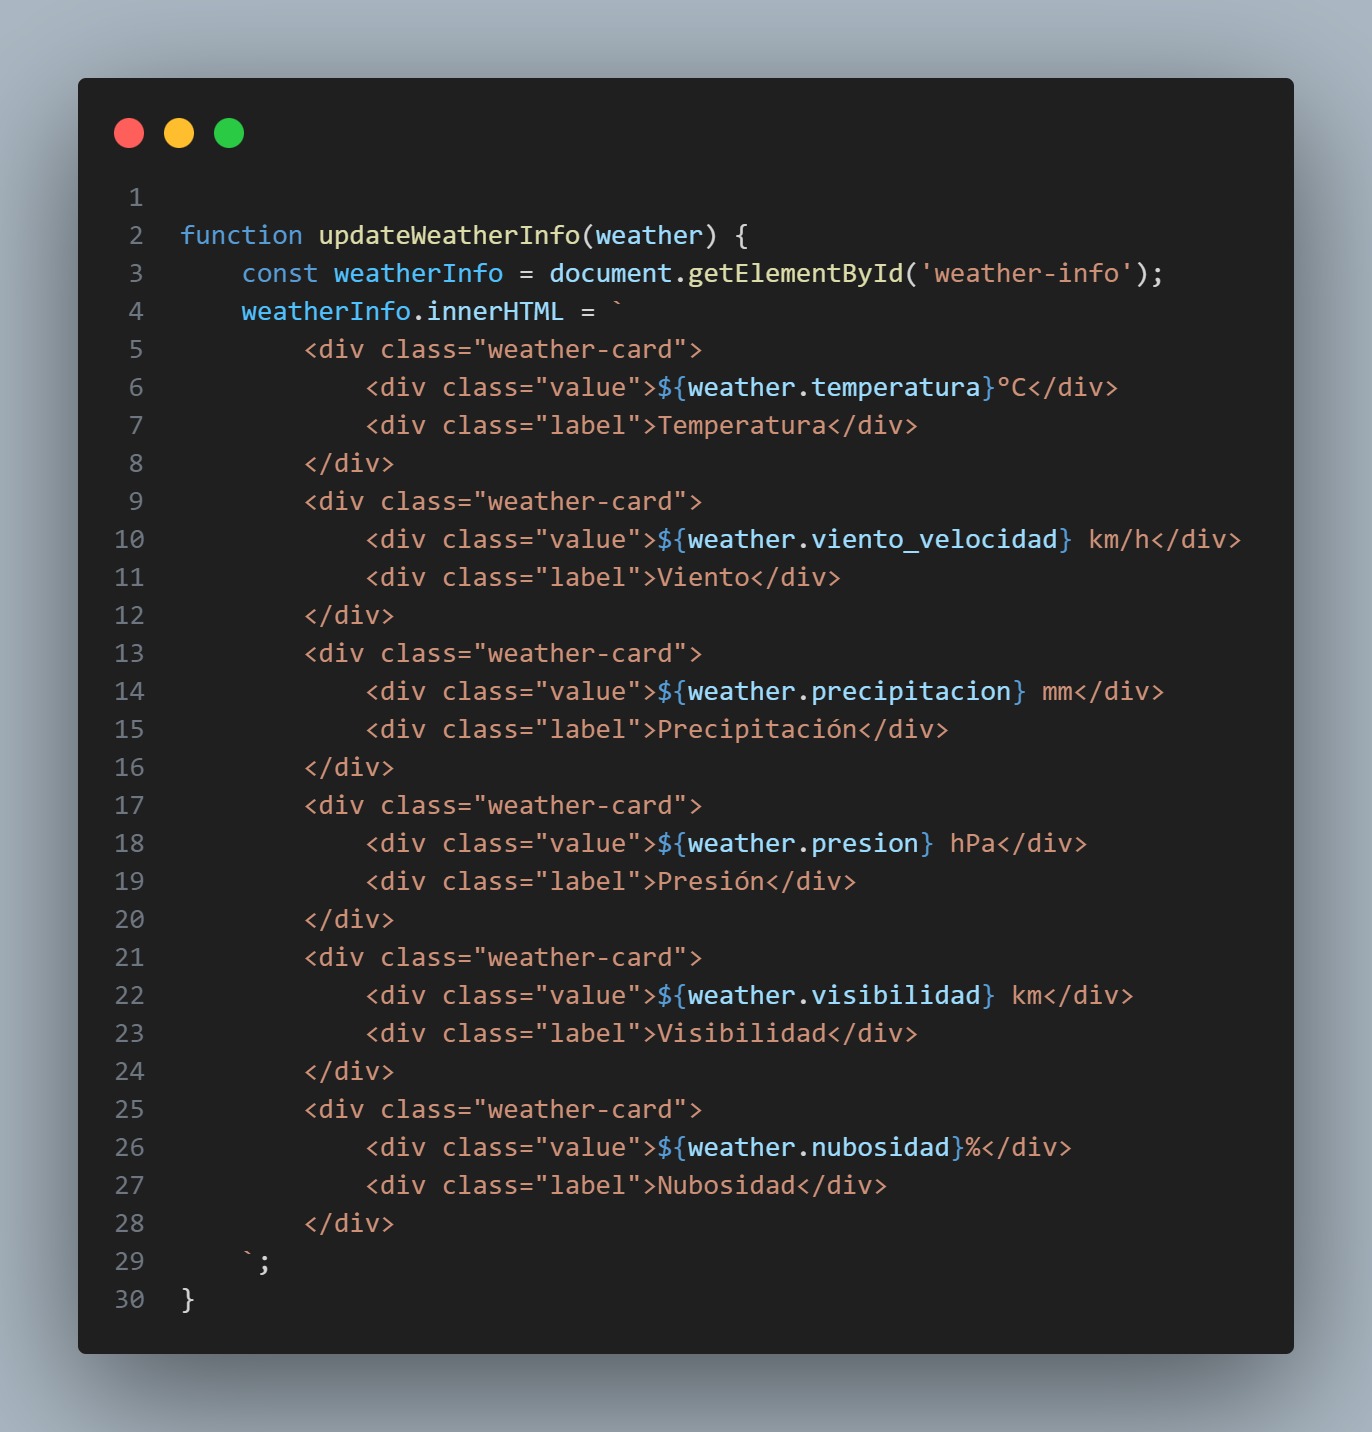 1
2 function updateWeatherInfo(weather) {
3     const weatherInfo = document.getElementById('weather-info');
4     weatherInfo.innerHTML = `
5         <div class="weather-card">
6             <div class="value">${weather.temperatura}°C</div>
7             <div class="label">Temperatura</div>
8         </div>
9         <div class="weather-card">
10             <div class="value">${weather.viento_velocidad} km/h</div>
11             <div class="label">Viento</div>
12         </div>
13         <div class="weather-card">
14             <div class="value">${weather.precipitacion} mm</div>
15             <div class="label">Precipitación</div>
16         </div>
17         <div class="weather-card">
18             <div class="value">${weather.presion} hPa</div>
19             <div class="label">Presión</div>
20         </div>
21         <div class="weather-card">
22             <div class="value">${weather.visibilidad} km</div>
23             <div class="label">Visibilidad</div>
24         </div>
25         <div class="weather-card">
26             <div class="value">${weather.nubosidad}%</div>
27             <div class="label">Nubosidad</div>
28         </div>
29     `;
30 }